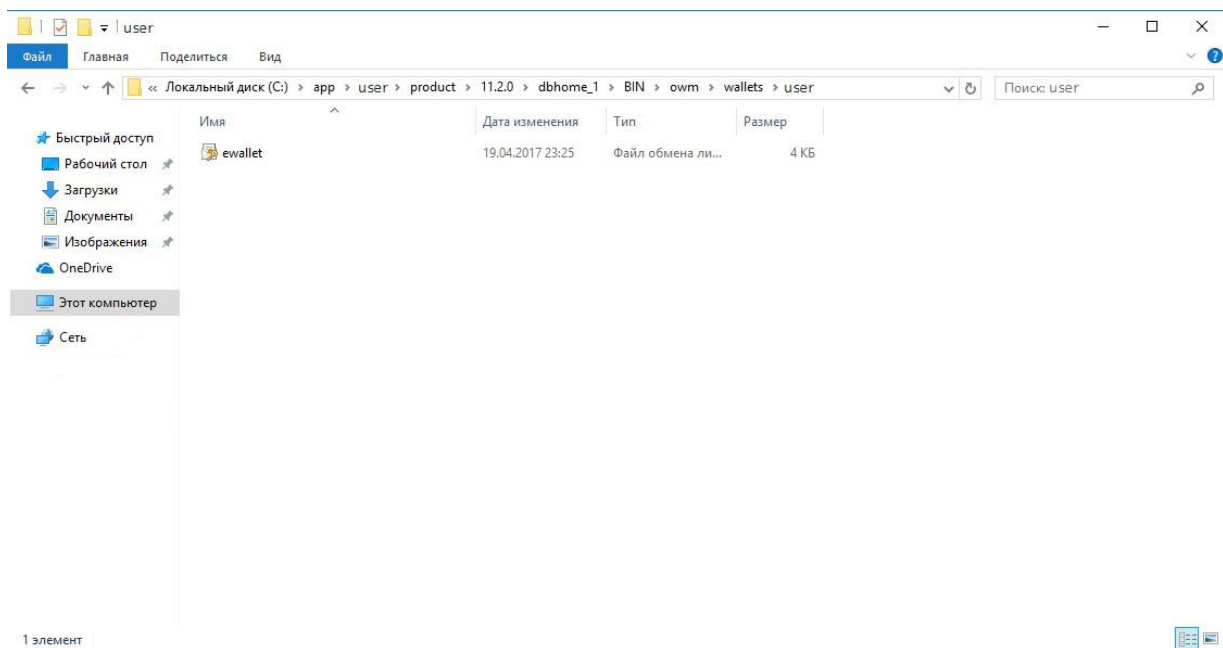 user
Файл Главная Поделиться Вид
« Локальный диск (C:) > app > user > product > 11.2.0 > dbhome_1 > BIN > owm > wallets > user Поиск: user
Имя Дата изменения Тип Размер
Быстрый доступ
ewallet 19.04.2017 23:25 Файл обмена ли... 4 КБ
Рабочий стол
Загрузки
Документы
Изображения
OneDrive
Этот компьютер
Сеть
1 элемент